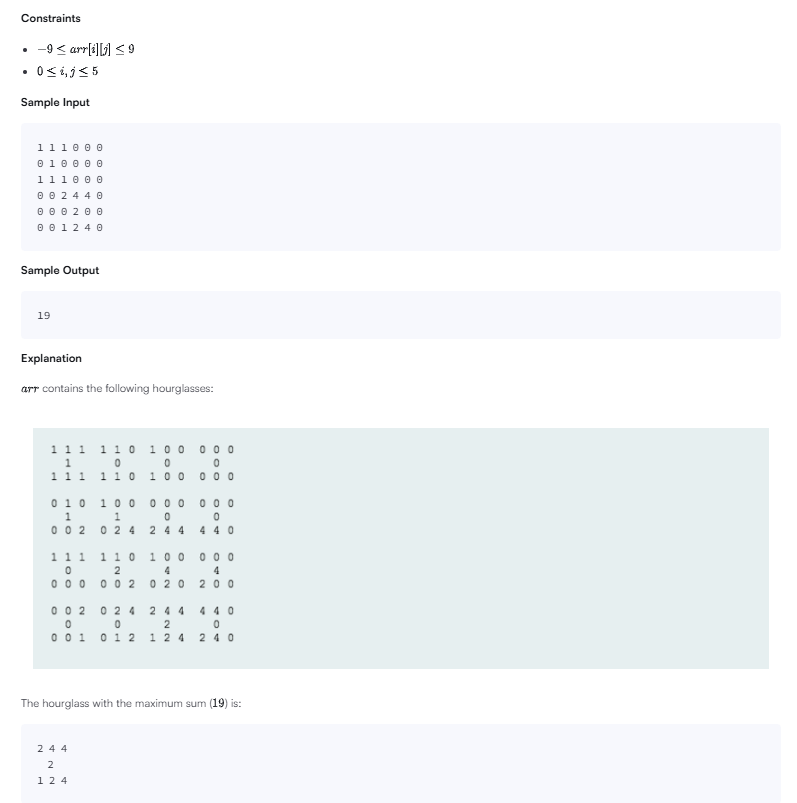 Constraints
• −9 ≤ arr[i][j] ≤ 9
• 0 ≤ i, j ≤ 5
Sample Input
1 1 1 0 0 0
0 1 0 0 0 0
1 1 1 0 0 0
0 0 2 4 4 0
0 0 0 2 0 0
0 0 1 2 4 0
Sample Output
19
Explanation
arr contains the following hourglasses:
1 1 1  1 1 0  1 0 0  0 0 0
  1      0      0      0
1 1 1  1 1 0  1 0 0  0 0 0
0 1 0  1 0 0  0 0 0  0 0 0
  1      1      0      0
0 0 2  0 2 4  2 4 4  4 4 0
1 1 1  1 1 0  1 0 0  0 0 0
  0      2      4      4
0 0 0  0 0 2  0 2 0  2 0 0
0 0 2  0 2 4  2 4 4  4 4 0
  0      0      2      0
0 0 1  0 1 2  1 2 4  2 4 0
The hourglass with the maximum sum (19) is:
2 4 4
  2
1 2 4